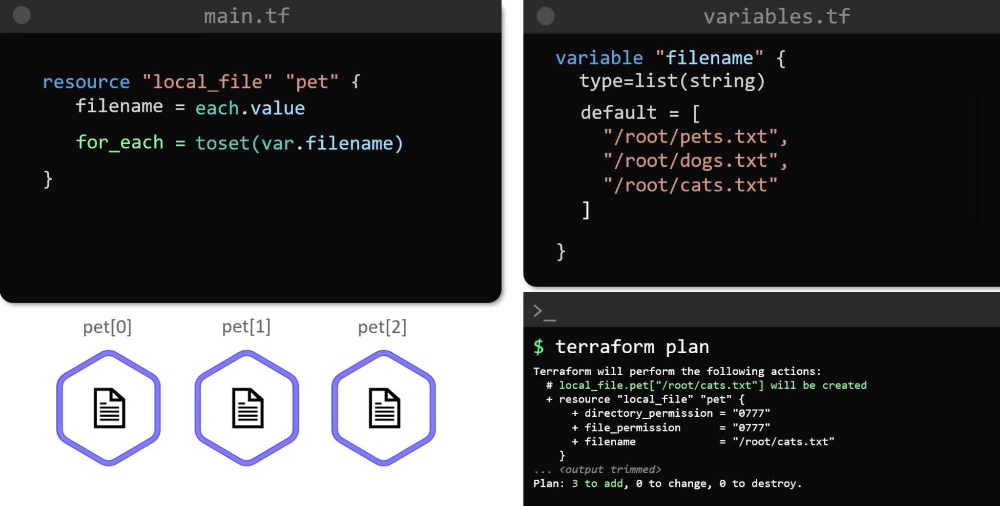 main.tf
resource "local_file" "pet" {
filename = each.value
for_each = toset(var.filename)
}
pet[0]
pet[1]
pet[2]
variables.tf
variable "filename" {
type=list(string)
default = [
"/root/pets.txt",
"/root/dogs.txt",
"/root/cats.txt"
]
}
>_
$ terraform plan
Terraform will perform the following actions:
# local_file.pet["/root/cats.txt"] will be created
+ resource "local_file" "pet" {
+ directory_permission = "0777"
+ file_permission = "0777"
+ filename = "/root/cats.txt"
}
... <output trimmed>
Plan: 3 to add, 0 to change, 0 to destroy.